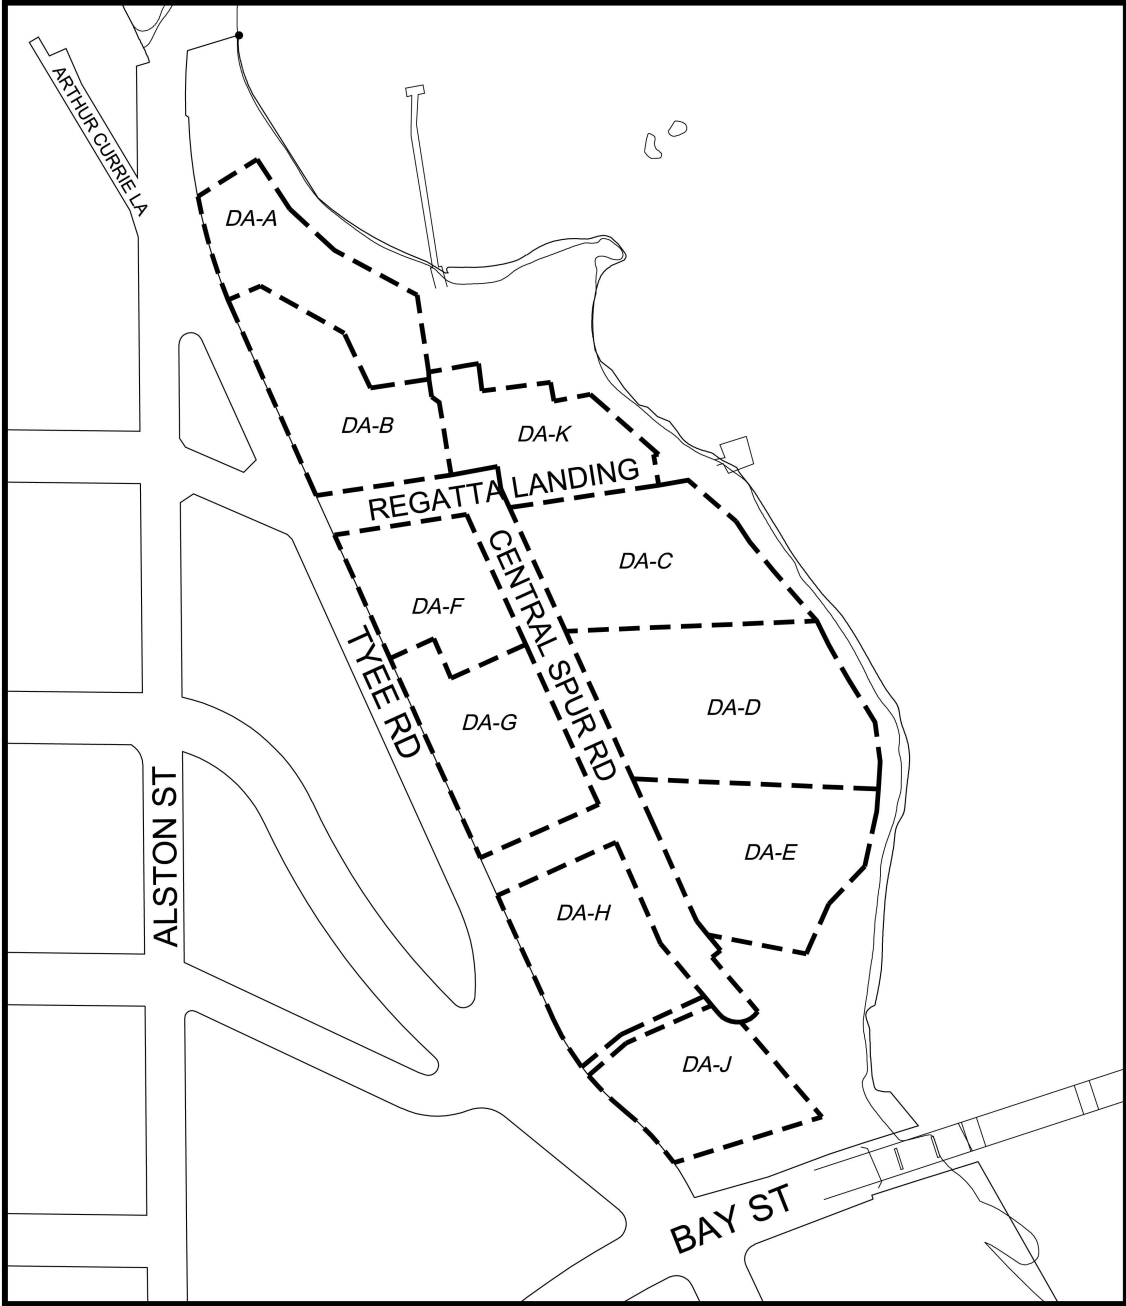 ARTHUR CURRIE LA
DA-A
DA-B
DA-K
REGATTA LANDING
CENTRAL SPUR RD
DA-C
DA-F
TYEE RD
DA-D
DA-G
ALSTON ST
DA-E
DA-H
DA-J
BAY ST